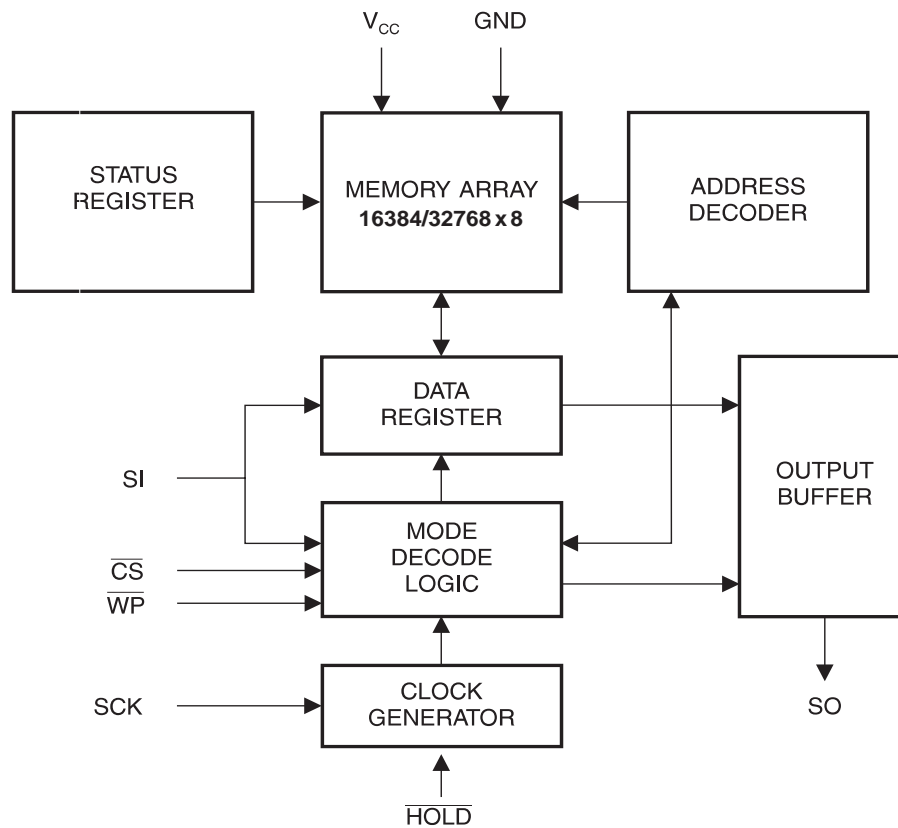 VCC
GND
STATUS
REGISTER
MEMORY ARRAY
16384/32768 x 8
ADDRESS
DECODER
DATA
REGISTER
OUTPUT
BUFFER
SI
MODE
DECODE
LOGIC
CS
WP
SCK
CLOCK
GENERATOR
SO
HOLD